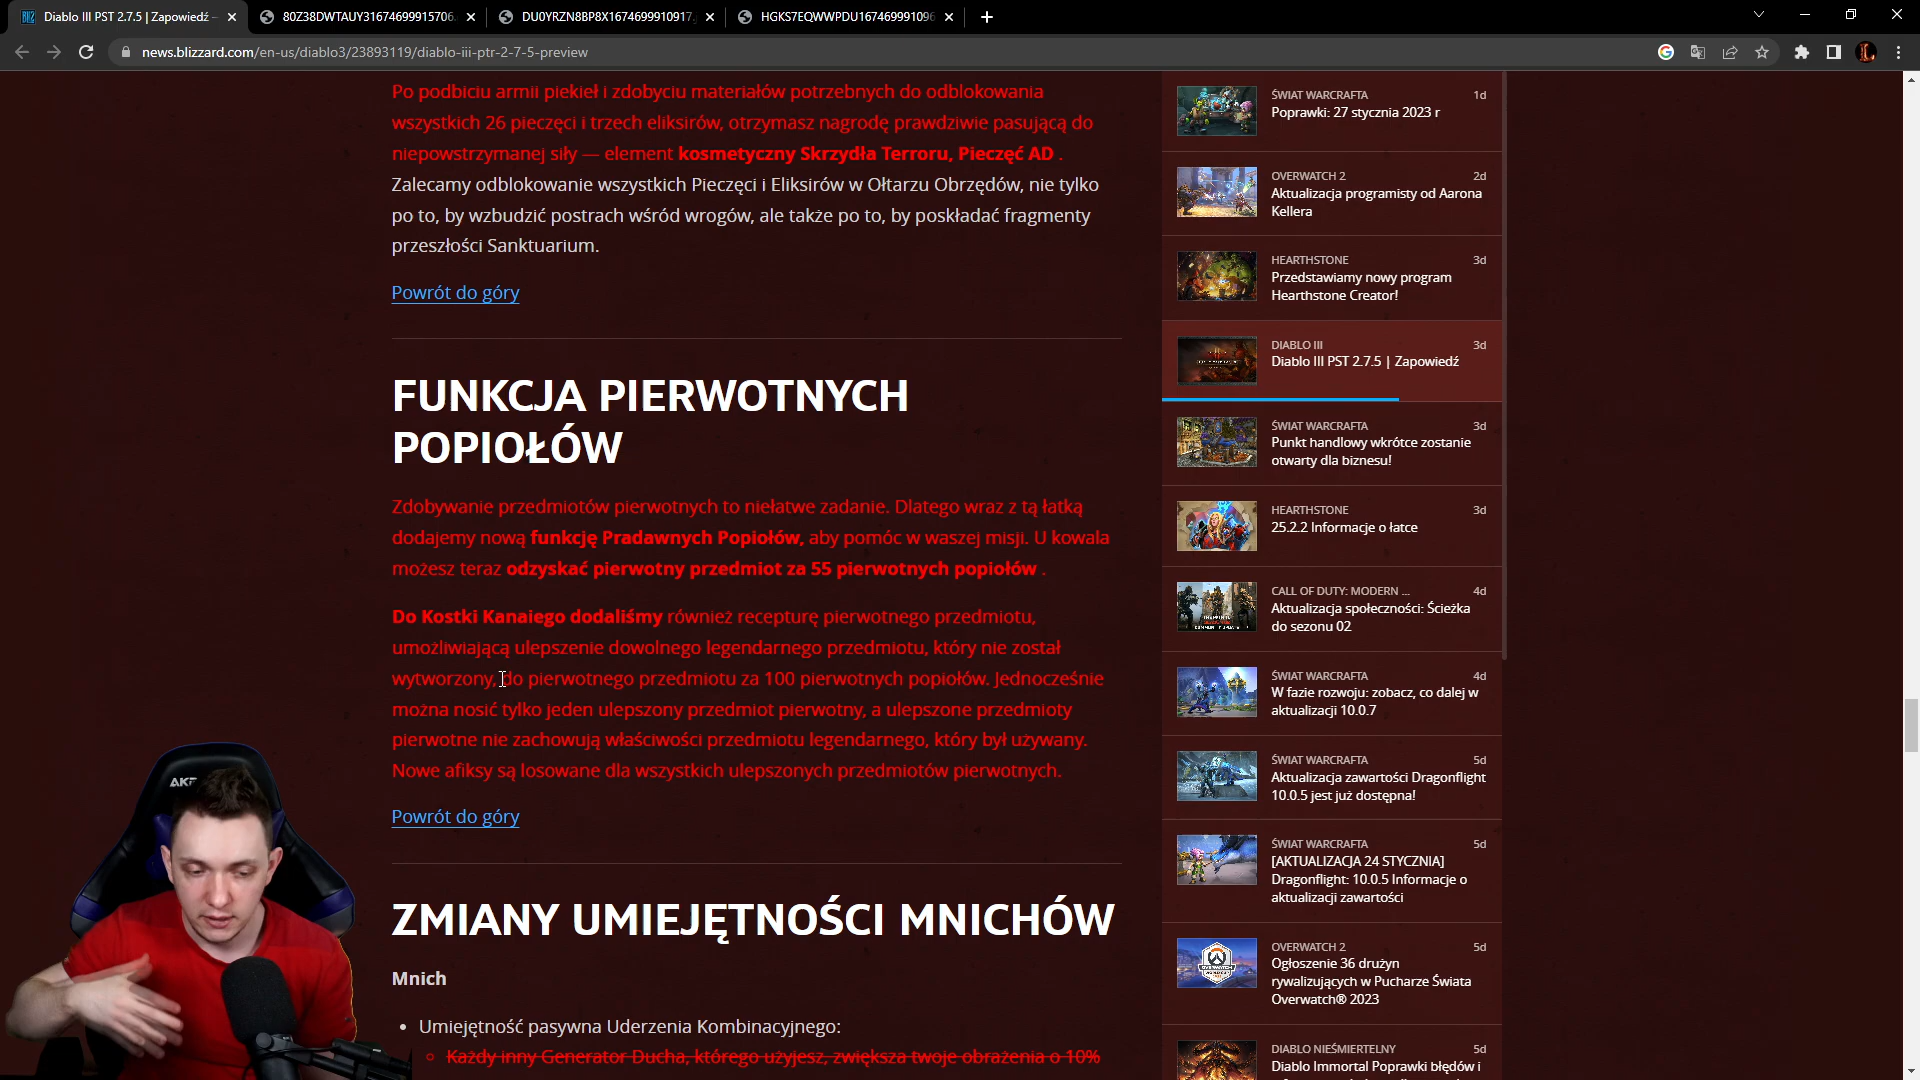 Diablo III PST 2.7.5 | Zapowiedź –
80Z38DWTAUY31674699915706.
DU0YRZN8BP8X1674699910917.
HGKS7EQWWPDU167469991096
news.blizzard.com/en-us/diablo3/23893119/diablo-iii-ptr-2-7-5-preview
Po podbiciu armii piekieł i zdobyciu materiałów potrzebnych do odblokowania
wszystkich 26 pieczęci i trzech eliksirów, otrzymasz nagrodę prawdziwie pasującą do
niepowstrzymanej siły — element kosmetyczny Skrzydła Terroru, Pieczęć AD .
Zalecamy odblokowanie wszystkich Pieczęci i Eliksirów w Ołtarzu Obrzędów, nie tylko
po to, by wzbudzić postrach wśród wrogów, ale także po to, by poskładać fragmenty
przeszłości Sanktuarium.
Powrót do góry
FUNKCJA PIERWOTNYCH
POPIOŁÓW
Zdobywanie przedmiotów pierwotnych to niełatwe zadanie. Dlatego wraz z tą łatką
dodajemy nową funkcję Pradawnych Popiołów, aby pomóc w waszej misji. U kowala
możesz teraz odzyskać pierwotny przedmiot za 55 pierwotnych popiołów .
Do Kostki Kanaiego dodaliśmy również recepturę pierwotnego przedmiotu,
umożliwiającą ulepszenie dowolnego legendarnego przedmiotu, który nie został
wytworzony, do pierwotnego przedmiotu za 100 pierwotnych popiołów. Jednocześnie
można nosić tylko jeden ulepszony przedmiot pierwotny, a ulepszone przedmioty
pierwotne nie zachowują właściwości przedmiotu legendarnego, który był używany.
Nowe afiksy są losowane dla wszystkich ulepszonych przedmiotów pierwotnych.
Powrót do góry
ZMIANY UMIEJĘTNOŚCI MNICHÓW
Mnich
Umiejętność pasywna Uderzenia Kombinacyjnego:
Każdy inny Generator Ducha, którego użyjesz, zwiększa twoje obrażenia o 10%
ŚWIAT WARCRAFTA 1d
Poprawki: 27 stycznia 2023 r
OVERWATCH 2 2d
Aktualizacja programisty od Aarona
Kellera
HEARTHSTONE 3d
Przedstawiamy nowy program
Hearthstone Creator!
DIABLO III 3d
Diablo III PST 2.7.5 | Zapowiedź
ŚWIAT WARCRAFTA 3d
Punkt handlowy wkrótce zostanie
otwarty dla biznesu!
HEARTHSTONE 3d
25.2.2 Informacje o łatce
CALL OF DUTY: MODERN ... 4d
Aktualizacja społeczności: Ścieżka
do sezonu 02
ŚWIAT WARCRAFTA 4d
W fazie rozwoju: zobacz, co dalej w
aktualizacji 10.0.7
ŚWIAT WARCRAFTA 5d
Aktualizacja zawartości Dragonflight
10.0.5 jest już dostępna!
ŚWIAT WARCRAFTA 5d
[AKTUALIZACJA 24 STYCZNIA]
Dragonflight: 10.0.5 Informacje o
aktualizacji zawartości
OVERWATCH 2 5d
Ogłoszenie 36 drużyn
rywalizujących w Pucharze Świata
Overwatch® 2023
DIABLO NIEŚMIERTELNY 5d
Diablo Immortal Poprawki błędów i